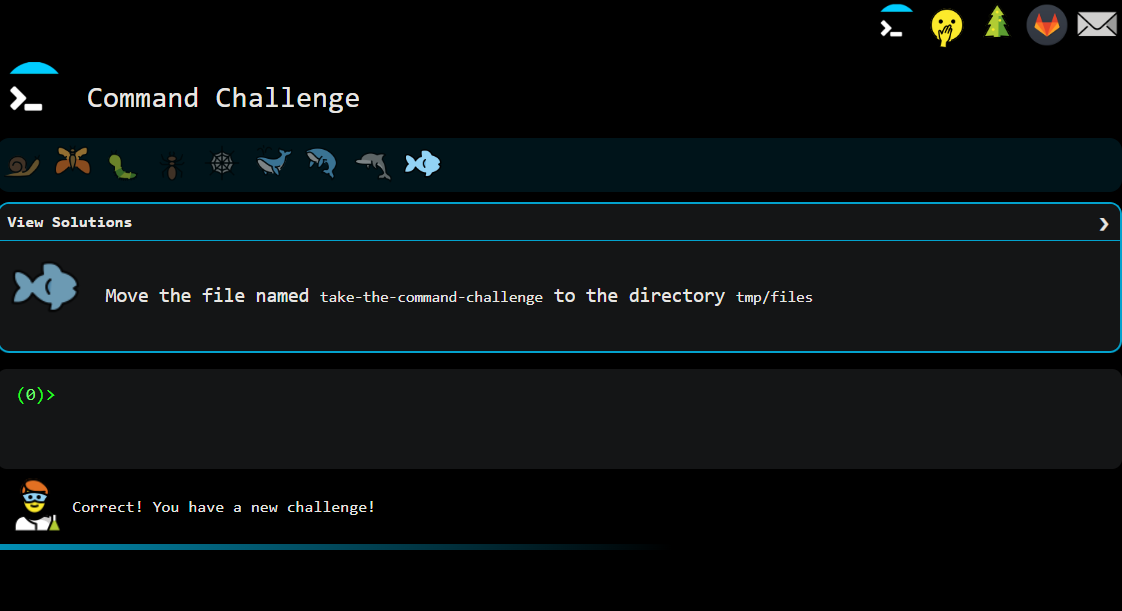 Command Challenge
View Solutions
Move the file named take-the-command-challenge to the directory tmp/files
(0)>
Correct! You have a new challenge!